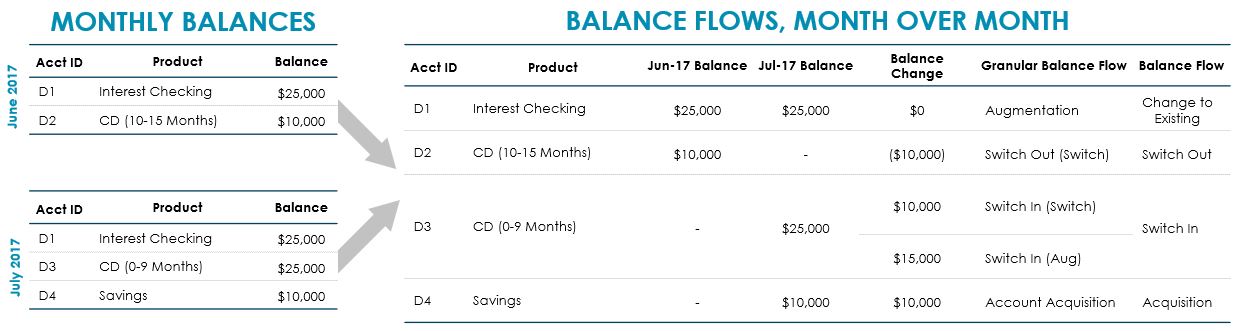 MONTHLY BALANCES
June 2017
Acct ID Product Balance
D1 Interest Checking $25,000
D2 CD (10-15 Months) $10,000
July 2017
Acct ID Product Balance
D1 Interest Checking $25,000
D3 CD (0-9 Months) $25,000
D4 Savings $10,000
BALANCE FLOWS, MONTH OVER MONTH
Acct ID Product Jun-17 Balance Jul-17 Balance Balance Change Granular Balance Flow Balance Flow
D1 Interest Checking $25,000 $25,000 $0 Augmentation Change to Existing
D2 CD (10-15 Months) $10,000 - ($10,000) Switch Out (Switch) Switch Out
D3 CD (0-9 Months) - $25,000 $10,000 Switch In (Switch) Switch In
$15,000 Switch In (Aug)
D4 Savings - $10,000 $10,000 Account Acquisition Acquisition